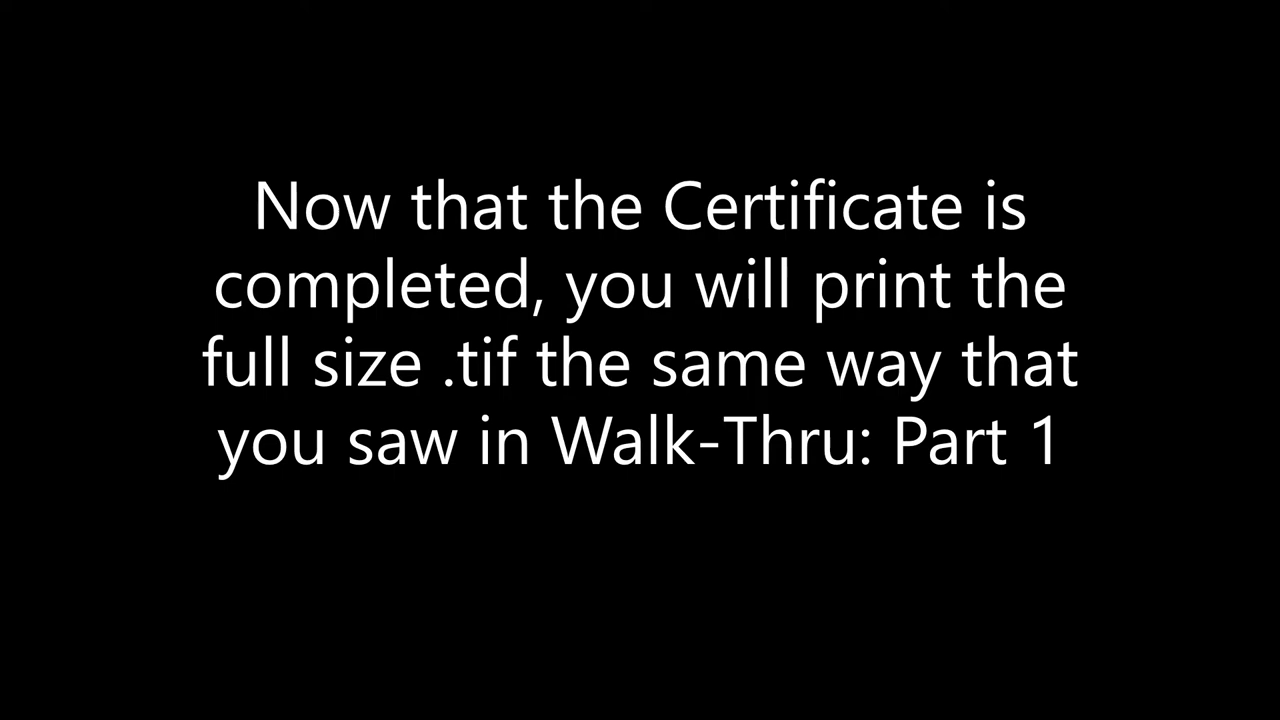 Now that the Certificate is
completed, you will print the
full size .tif the same way that
you saw in Walk-Thru: Part 1